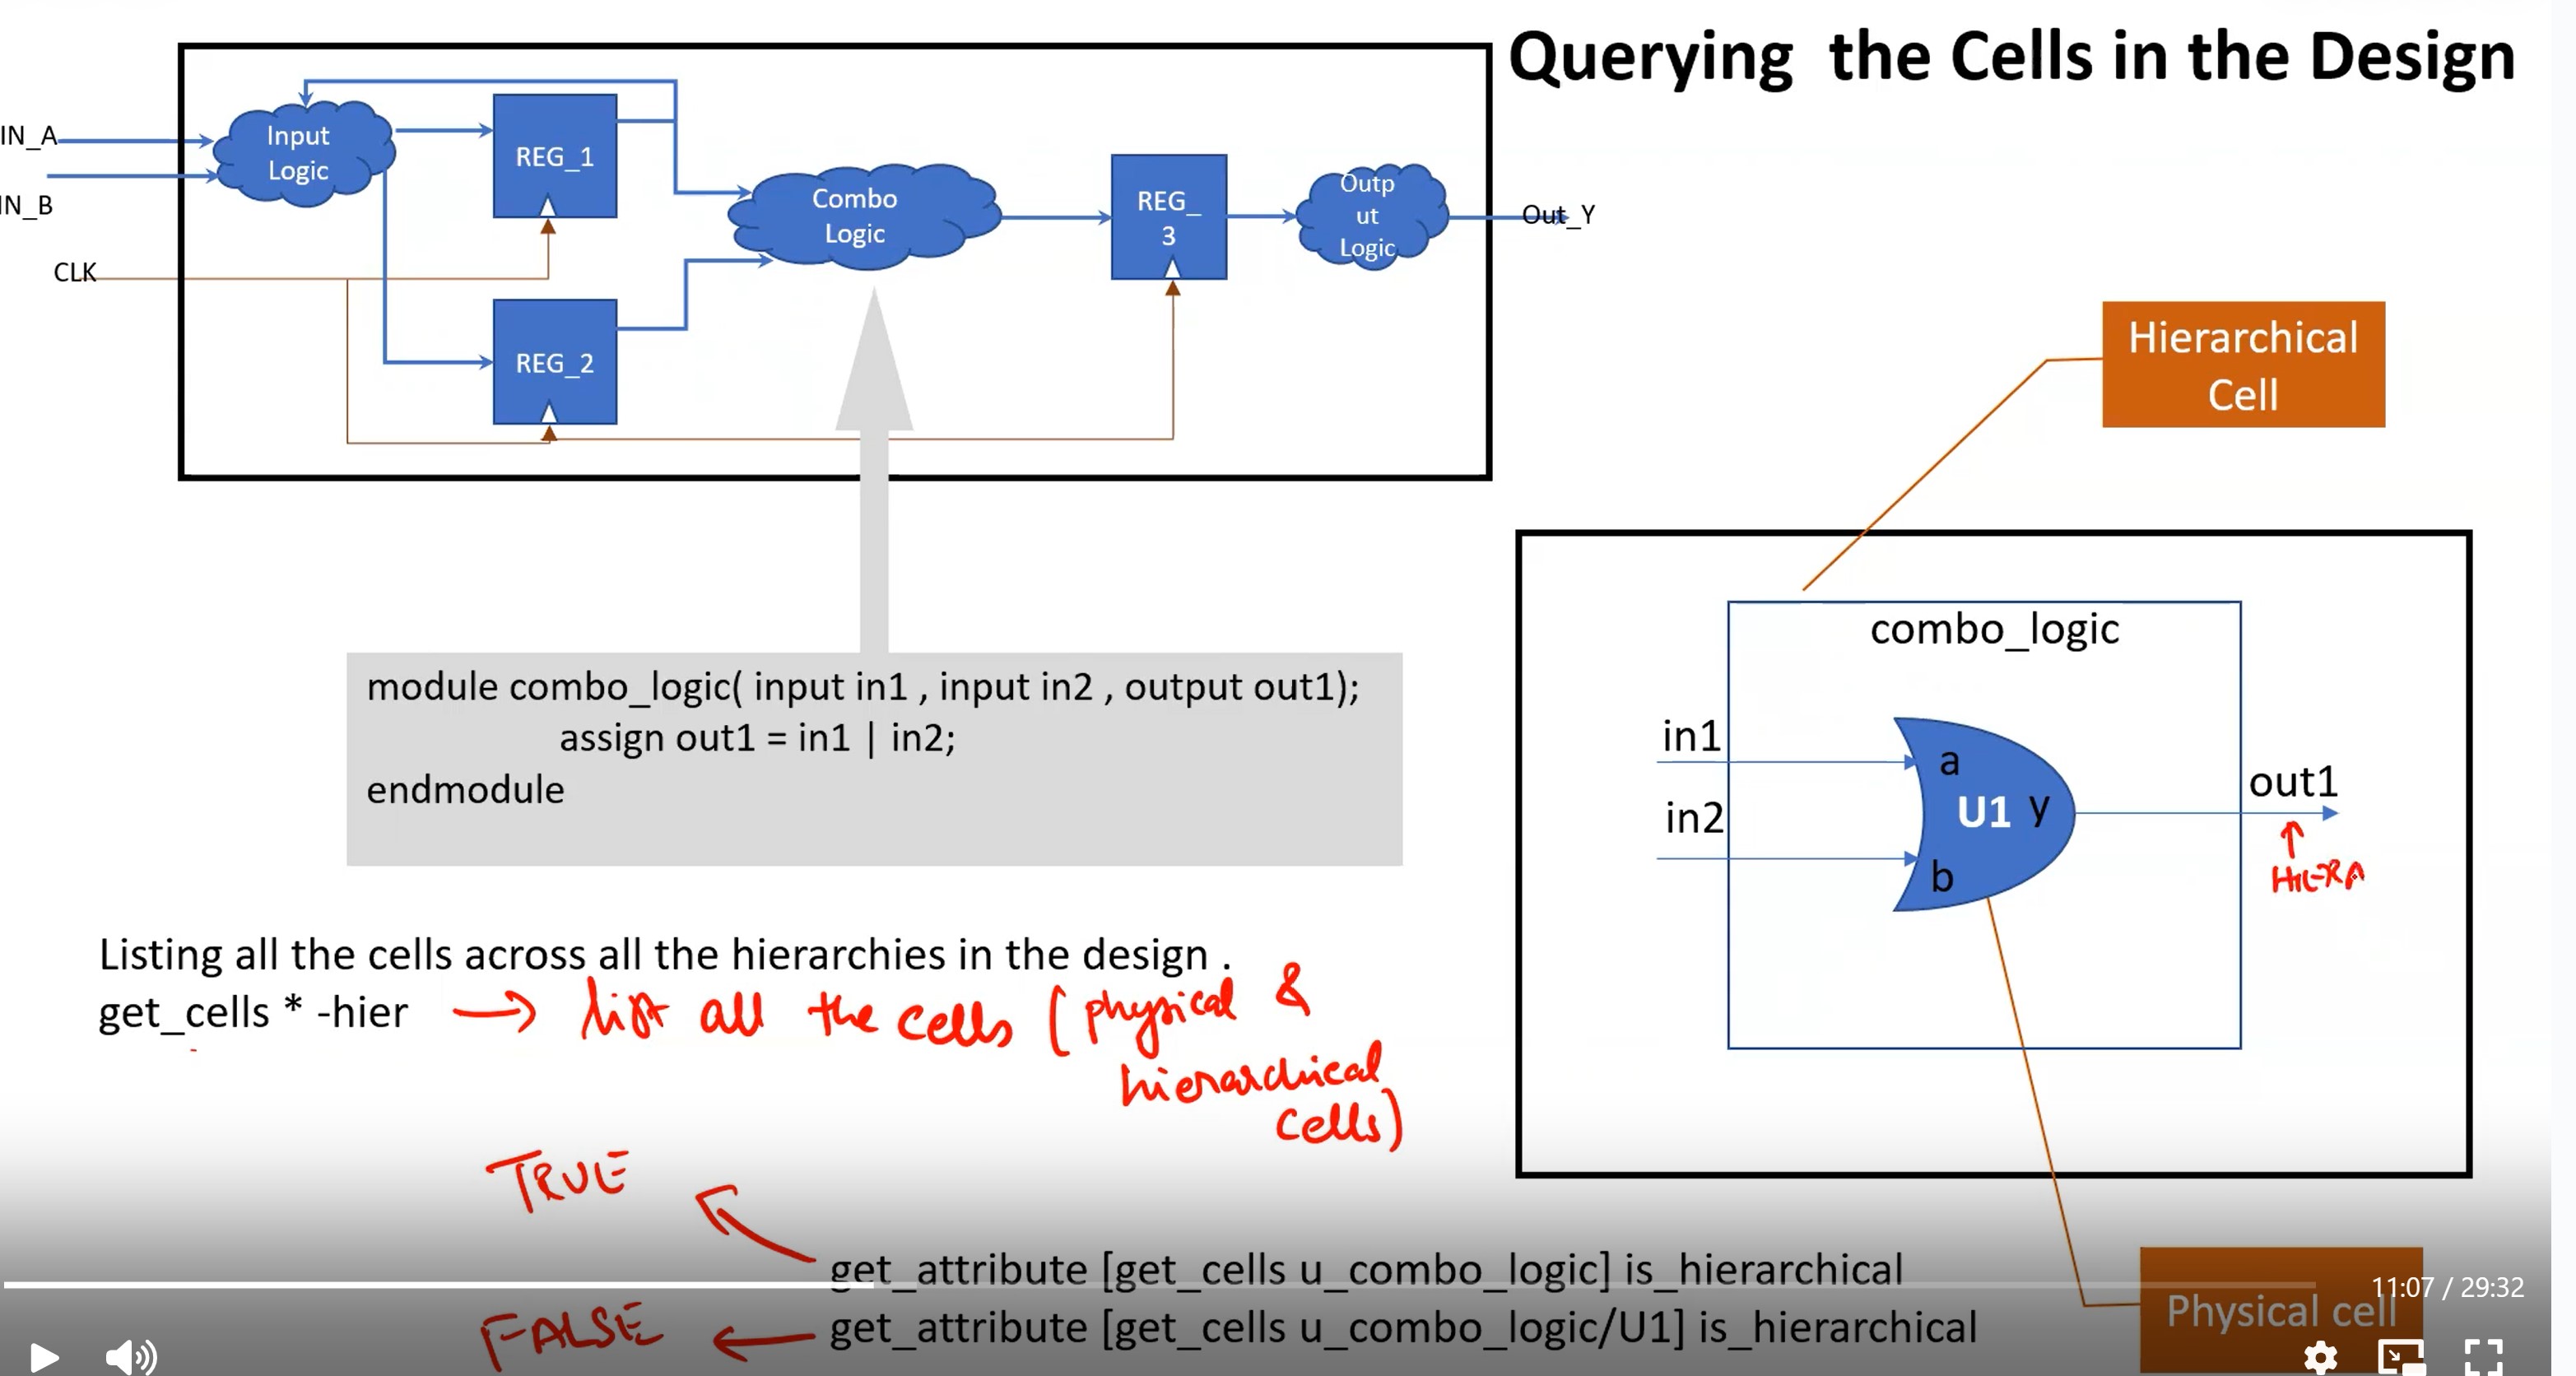 Querying the Cells in the Design
IN_A
IN_B
CLK
Input
Logic
REG_1
REG_2
Combo
Logic
REG_
3
Outp
ut
Logic
Out_Y
Hierarchical
Cell
module combo_logic( input in1 , input in2 , output out1);
assign out1 = in1 | in2;
endmodule
combo_logic
in1
in2
a
U1 y
b
out1
HIERA
Listing all the cells across all the hierarchies in the design .
get_cells * -hier → list all the cells (physical &
hierarchical
cells)
TRUE
get_attribute [get_cells u_combo_logic] is_hierarchical
FALSE ← get_attribute [get_cells u_combo_logic/U1] is_hierarchical
11:07 / 29:32
Physical cell